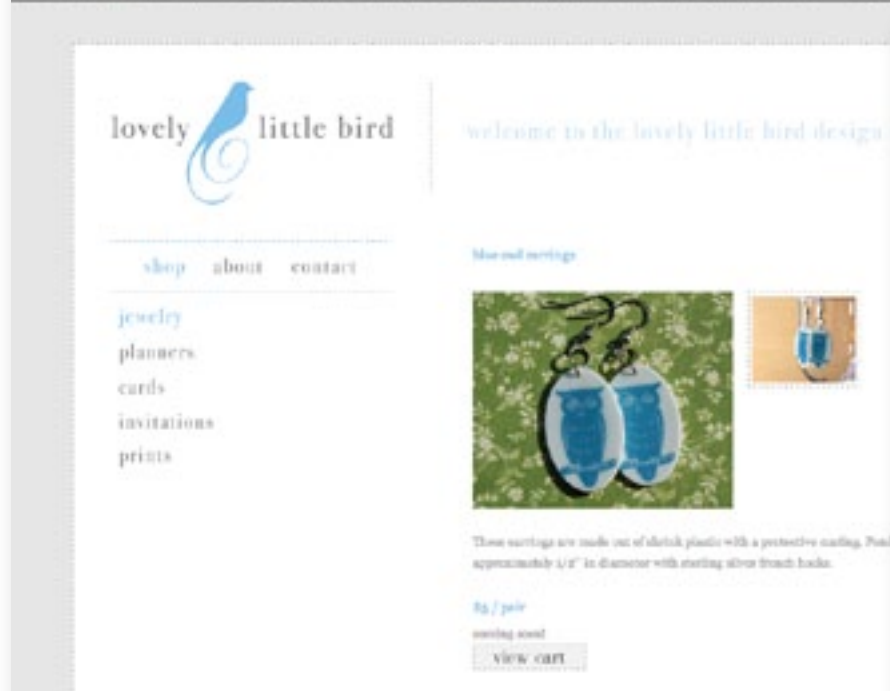 lovely little bird
welcome to the lovely little bird design
shop about contact
jewelry
planners
cards
invitations
prints
blue owl earrings
These earrings are made out of shrink plastic with a protective coating.
approximately 1/2" in diameter with sterling silver french hooks.
/ pair
view cart